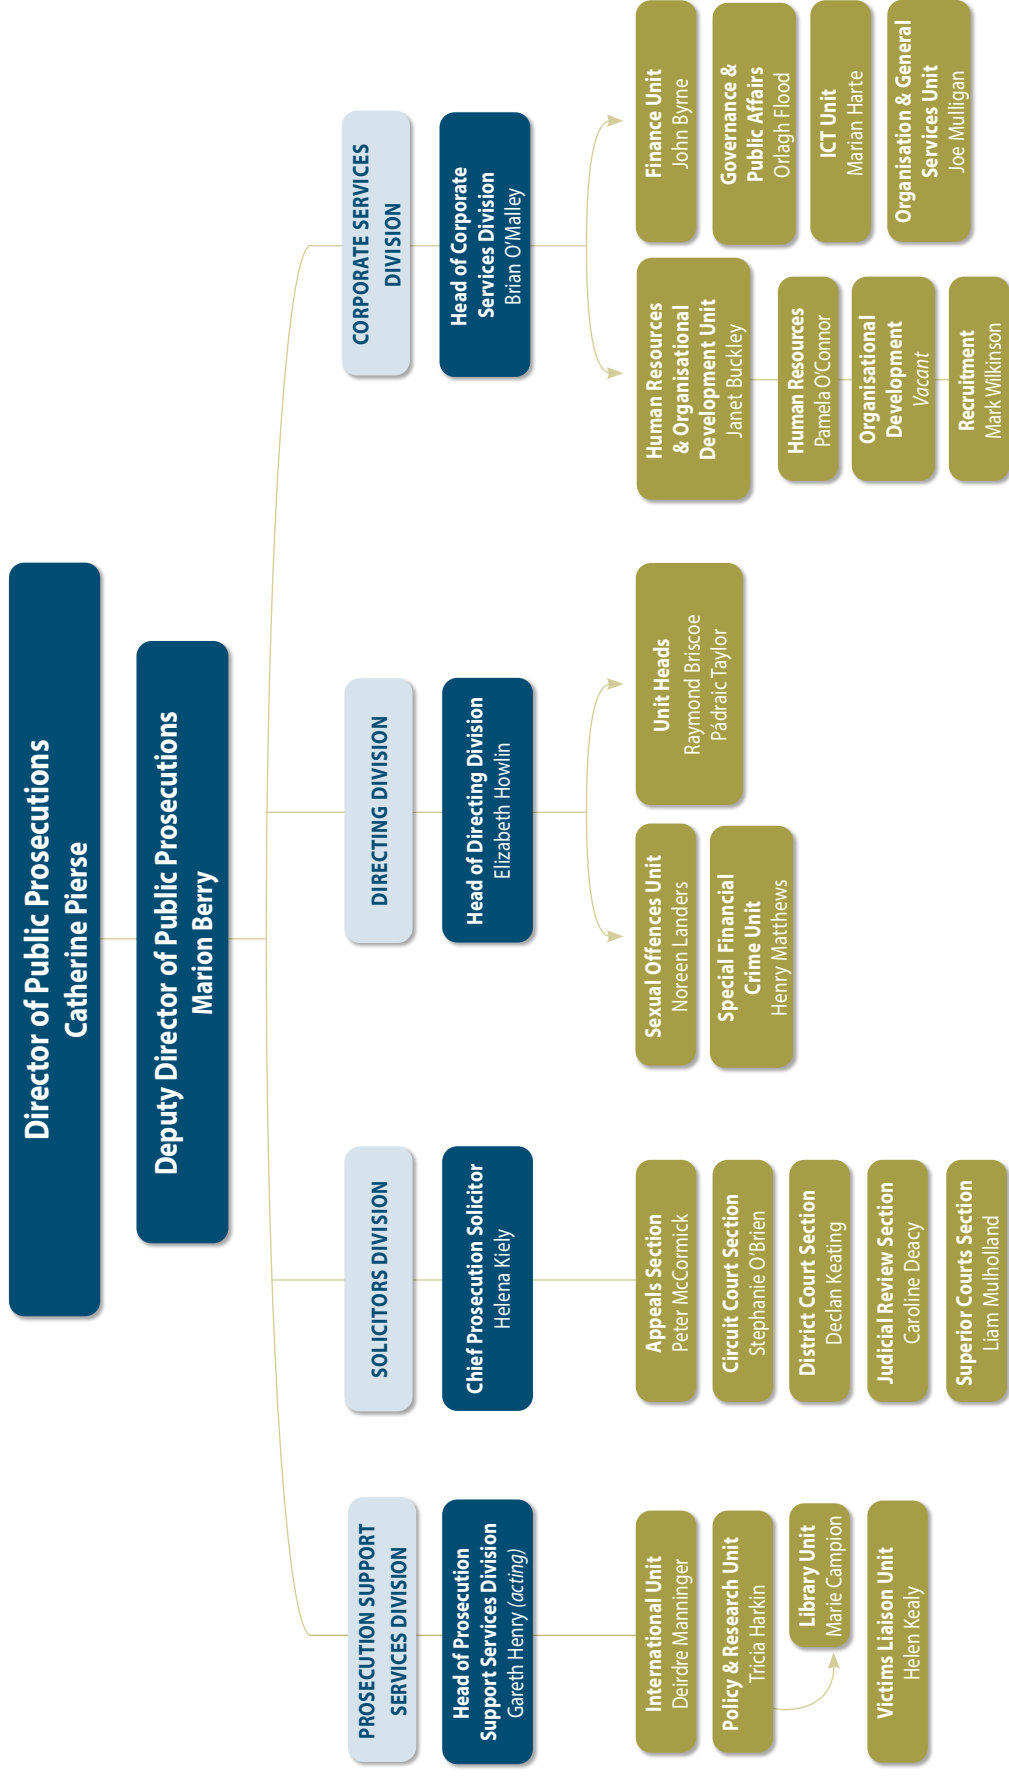 Director of Public Prosecutions
Catherine Pierse
Deputy Director of Public Prosecutions
Marion Berry
PROSECUTION SUPPORT
SERVICES DIVISION
Head of Prosecution
Support Services Division
Gareth Henry (acting)
International Unit
Deirdre Manninger
Policy & Research Unit
Tricia Harkin
Library Unit
Marie Campion
Victims Liaison Unit
Helen Kealy
SOLICITORS DIVISION
Chief Prosecution Solicitor
Helena Kiely
Appeals Section
Peter McCormick
Circuit Court Section
Stephanie O'Brien
District Court Section
Declan Keating
Judicial Review Section
Caroline Deacy
Superior Courts Section
Liam Mulholland
DIRECTING DIVISION
Head of Directing Division
Elizabeth Howlin
Sexual Offences Unit
Noreen Landers
Special Financial
Crime Unit
Henry Matthews
Unit Heads
Raymond Briscoe
Pádraic Taylor
CORPORATE SERVICES
DIVISION
Head of Corporate
Services Division
Brian O'Malley
Human Resources
& Organisational
Development Unit
Janet Buckley
Human Resources
Pamela O'Connor
Organisational
Development
Vacant
Recruitment
Mark Wilkinson
Finance Unit
John Byrne
Governance &
Public Affairs
Orlagh Flood
ICT Unit
Marian Harte
Organisation & General
Services Unit
Joe Mulligan